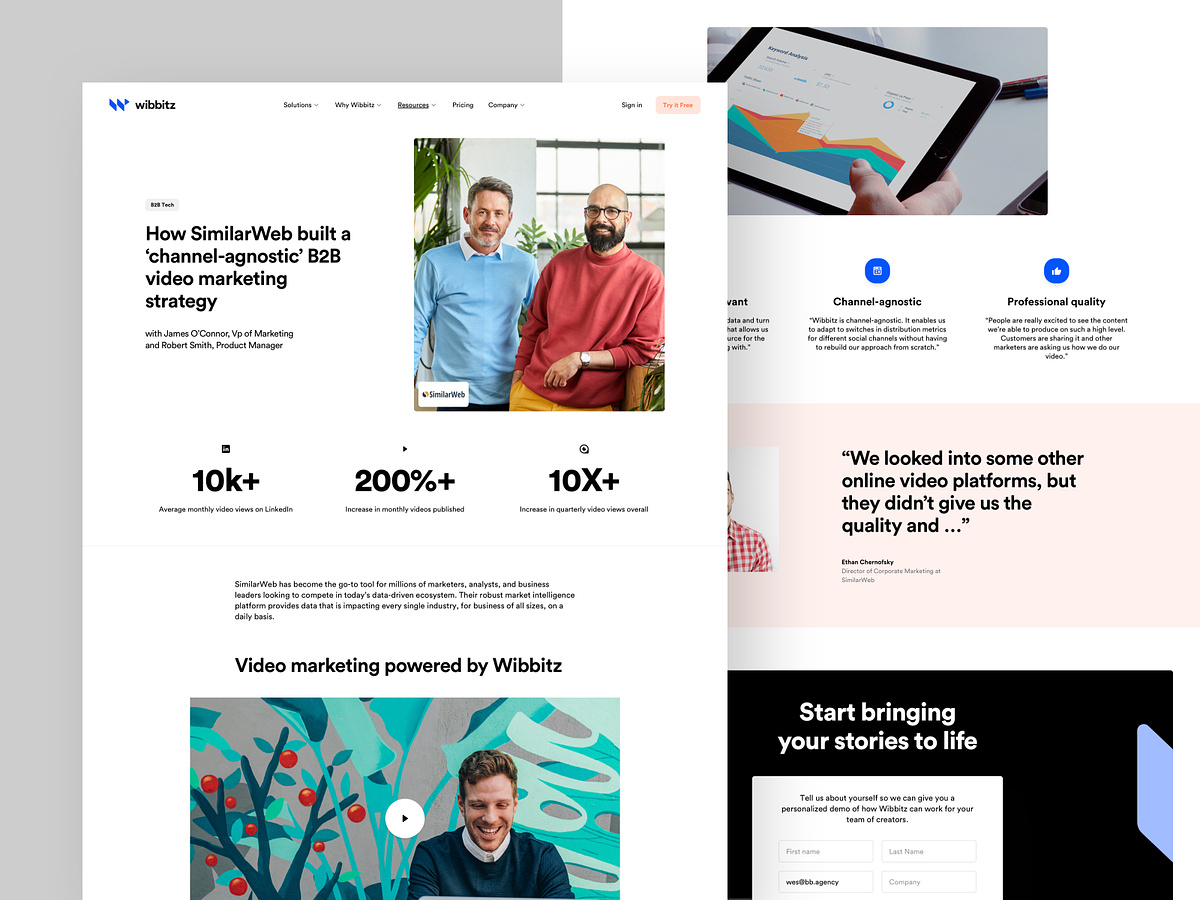 wibbitz
Solutions
Why Wibbitz
Resources
Pricing
Company
Sign in
Try it Free
B2B Tech
How SimilarWeb built a
‘channel-agnostic’ B2B
video marketing
strategy
with James O’Connor, Vp of Marketing
and Robert Smith, Product Manager
SimilarWeb
10k+
Average monthly video views on LinkedIn
200%+
Increase in monthly videos published
10X+
Increase in quarterly video views overall
SimilarWeb has become the go-to tool for millions of marketers, analysts, and business
leaders looking to compete in today’s data-driven ecosystem. Their robust market intelligence
platform provides data that is impacting every single industry, for business of all sizes, on a
daily basis.
Video marketing powered by Wibbitz
Keyword Analysis
vant
data and turn
hat allows us
urce for the
g with.”
Channel-agnostic
“Wibbitz is channel-agnostic. It enables us
to adapt to switches in distribution metrics
for different social channels without having
to rebuild our approach from scratch.”
Professional quality
“People are really excited to see the content
we’re able to produce on such a high level.
Customers are sharing it and other
marketers are asking us how we do our
video.”
“We looked into some other
online video platforms, but
they didn’t give us the
quality and …”
Ethan Chernofsky
Director of Corporate Marketing at
SimilarWeb
Start bringing
your stories to life
Tell us about yourself so we can give you a
personalized demo of how Wibbitz can work for your
team of creators.
First name
Last Name
wes@bb.agency
Company